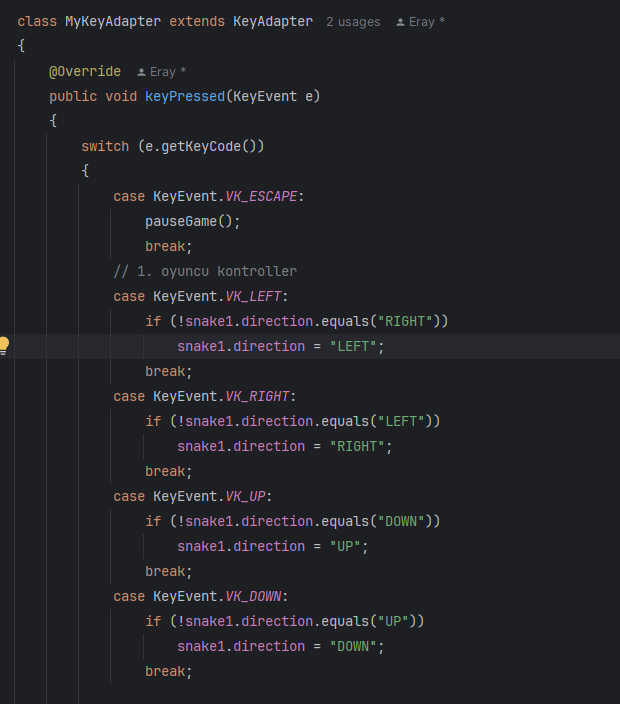 class MyKeyAdapter extends KeyAdapter 2 usages Eray *
{
@Override Eray *
public void keyPressed(KeyEvent e)
{
switch (e.getKeyCode())
{
case KeyEvent.VK_ESCAPE:
pauseGame();
break;
// 1. oyuncu kontroller
case KeyEvent.VK_LEFT:
if (!snake1.direction.equals("RIGHT"))
snake1.direction = "LEFT";
break;
case KeyEvent.VK_RIGHT:
if (!snake1.direction.equals("LEFT"))
snake1.direction = "RIGHT";
break;
case KeyEvent.VK_UP:
if (!snake1.direction.equals("DOWN"))
snake1.direction = "UP";
break;
case KeyEvent.VK_DOWN:
if (!snake1.direction.equals("UP"))
snake1.direction = "DOWN";
break;